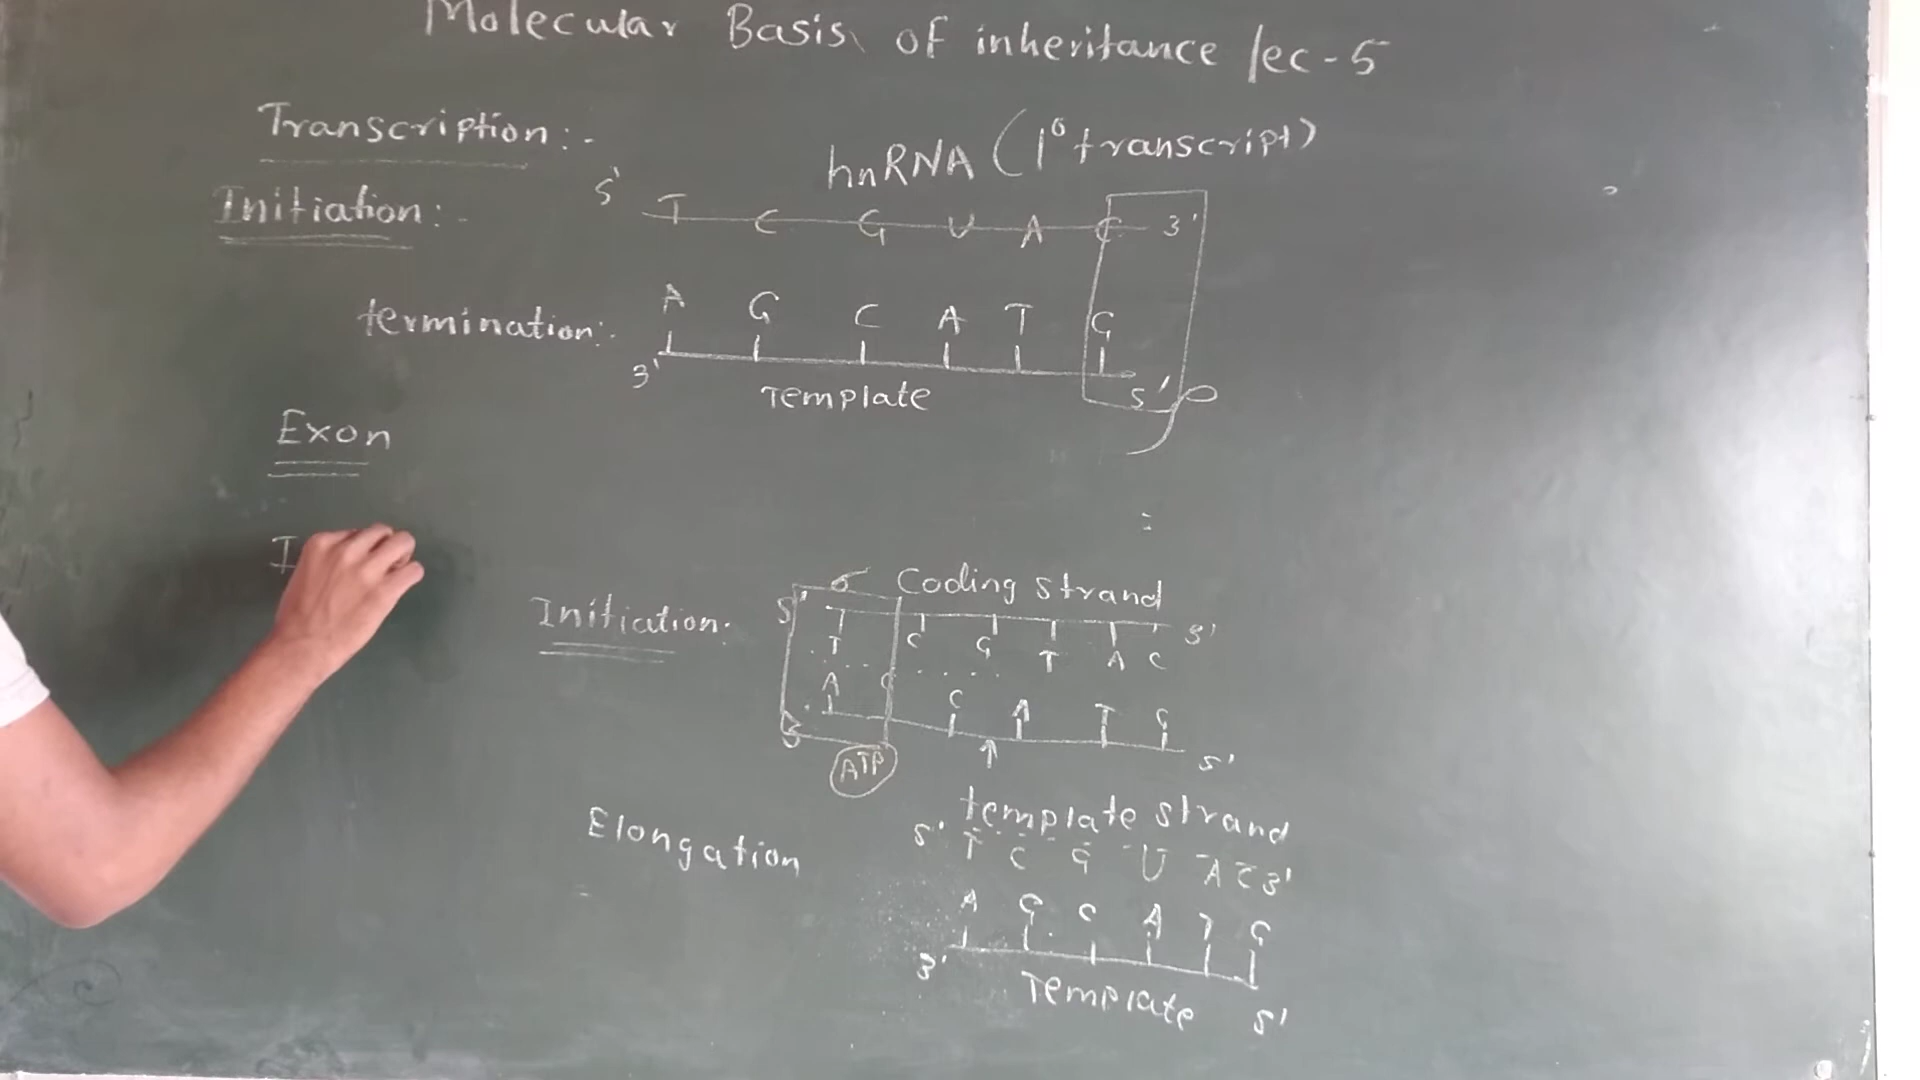 Molecular Basis of inheritance lec-5
Transcription:-
hnRNA (1° transcript)
Initiation:-
5' T C G U A C 3'
termination:-
A G C A T G
3' 5'
Template
Exon
I
Initiation.
σ Coding strand
5' T C G T A C 3'
A G C A T G
3 5'
ATP
template strand
Elongation
5' T C G U A C 3'
A G C A T G
3' 5'
Template